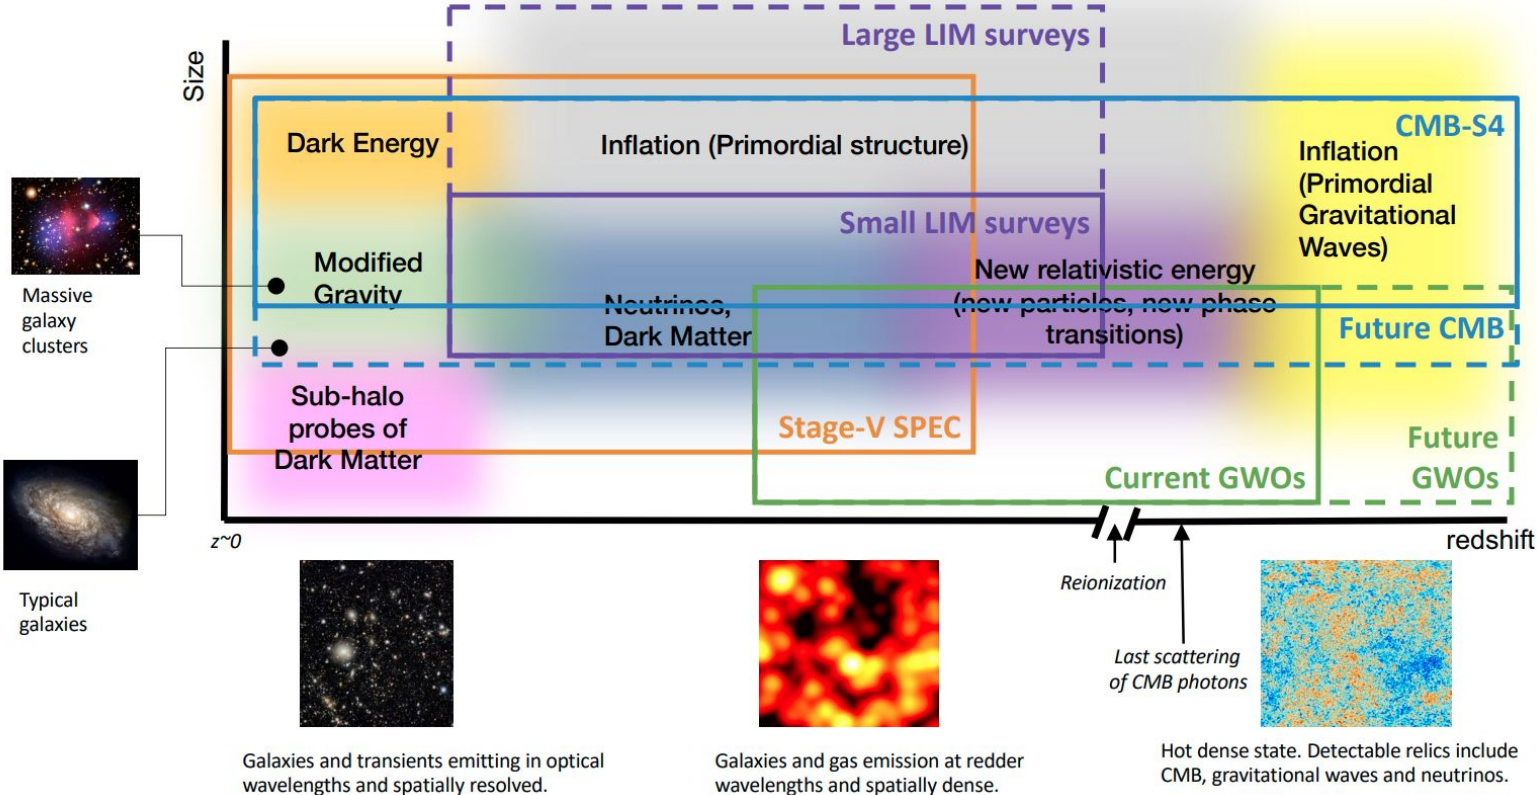 Large LIM surveys
Size
Dark Energy
Inflation (Primordial structure)
CMB-S4
Inflation
(Primordial
Gravitational
Waves)
Small LIM surveys
Modified
Gravity
New relativistic energy
(new particles, new phase
transitions)
Neutrinos,
Dark Matter
Massive
galaxy
clusters
Future CMB
Sub-halo
probes of
Dark Matter
Stage-V SPEC
Current GWOs
Future
GWOs
z~0
redshift
Typical
galaxies
Reionization
Last scattering
of CMB photons
Galaxies and transients emitting in optical
wavelengths and spatially resolved.
Galaxies and gas emission at redder
wavelengths and spatially dense.
Hot dense state. Detectable relics include
CMB, gravitational waves and neutrinos.